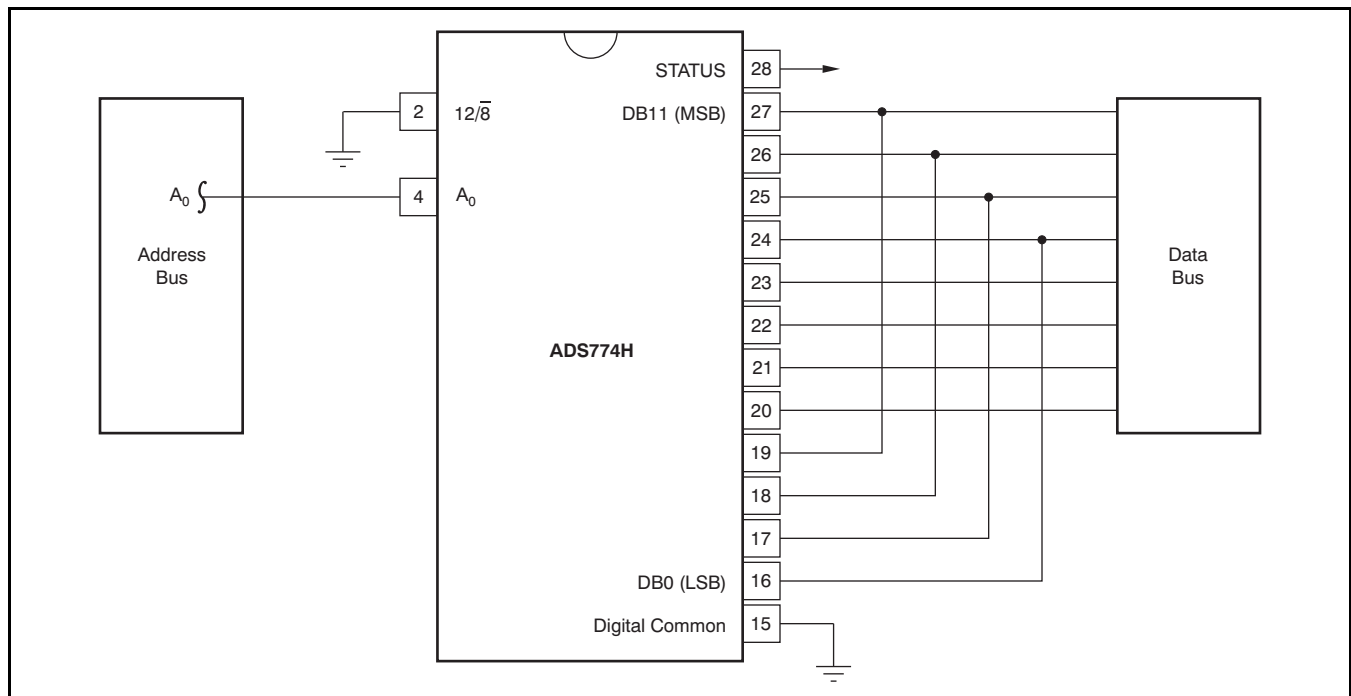 STATUS 28
2 12/8̅ DB11 (MSB) 27
26
A₀ 4 A₀ 25
24
Address
Bus
Data
Bus
23
22
ADS774H
21
20
19
18
17
DB0 (LSB) 16
Digital Common 15